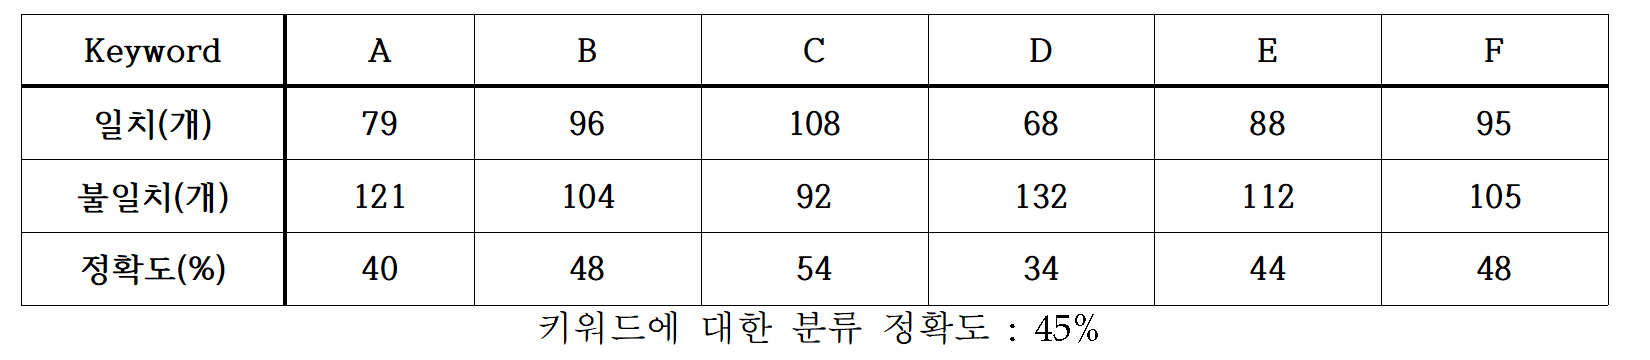 Keyword A B C D E F
일치(개) 79 96 108 68 88 95
불일치(개) 121 104 92 132 112 105
정확도(%) 40 48 54 34 44 48
키워드에 대한 분류 정확도 : 45%